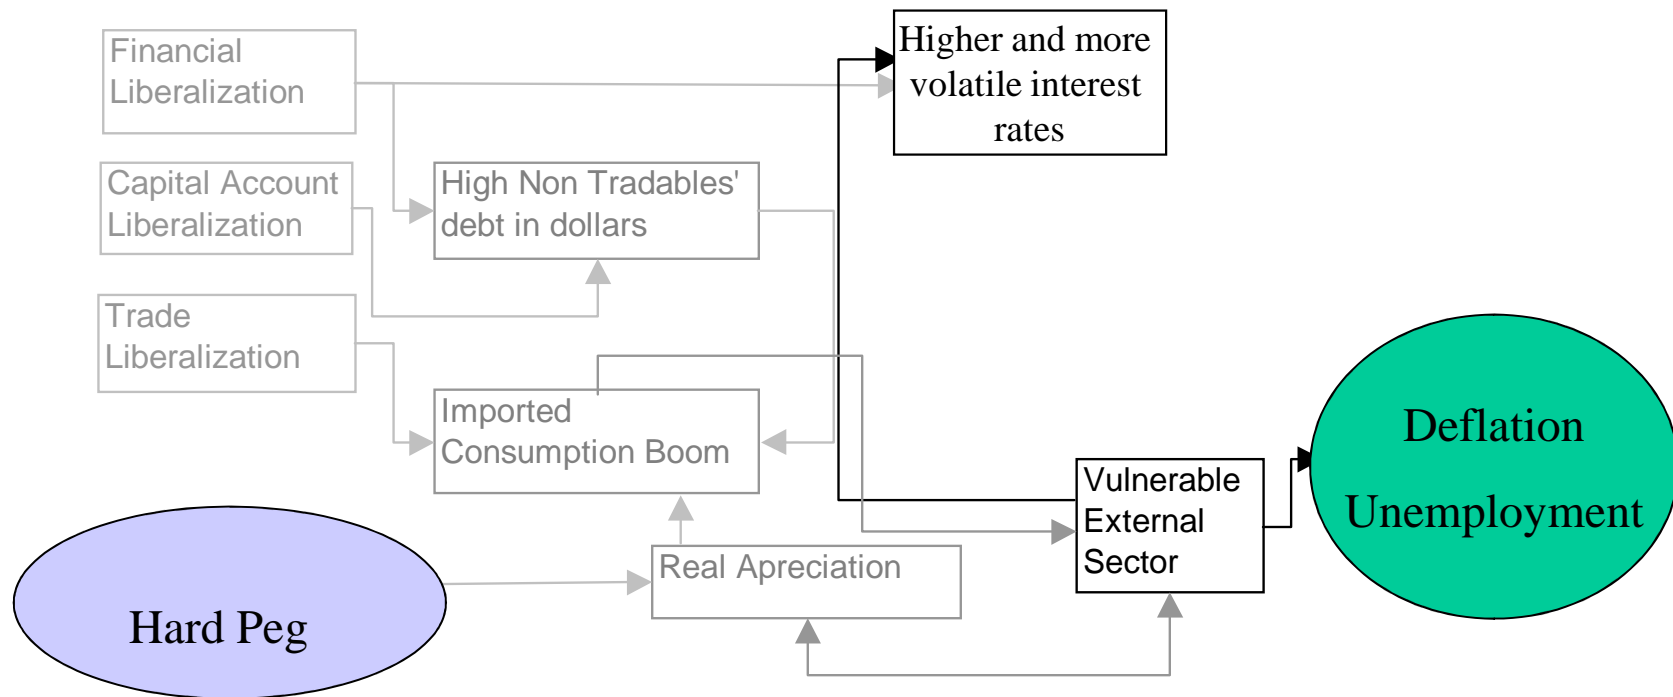 Financial
Liberalization
Higher and more
volatile interest
rates
Capital Account
Liberalization
High Non Tradables'
debt in dollars
Trade
Liberalization
Imported
Consumption Boom
Deflation
Unemployment
Vulnerable
External
Sector
Real Apreciation
Hard Peg